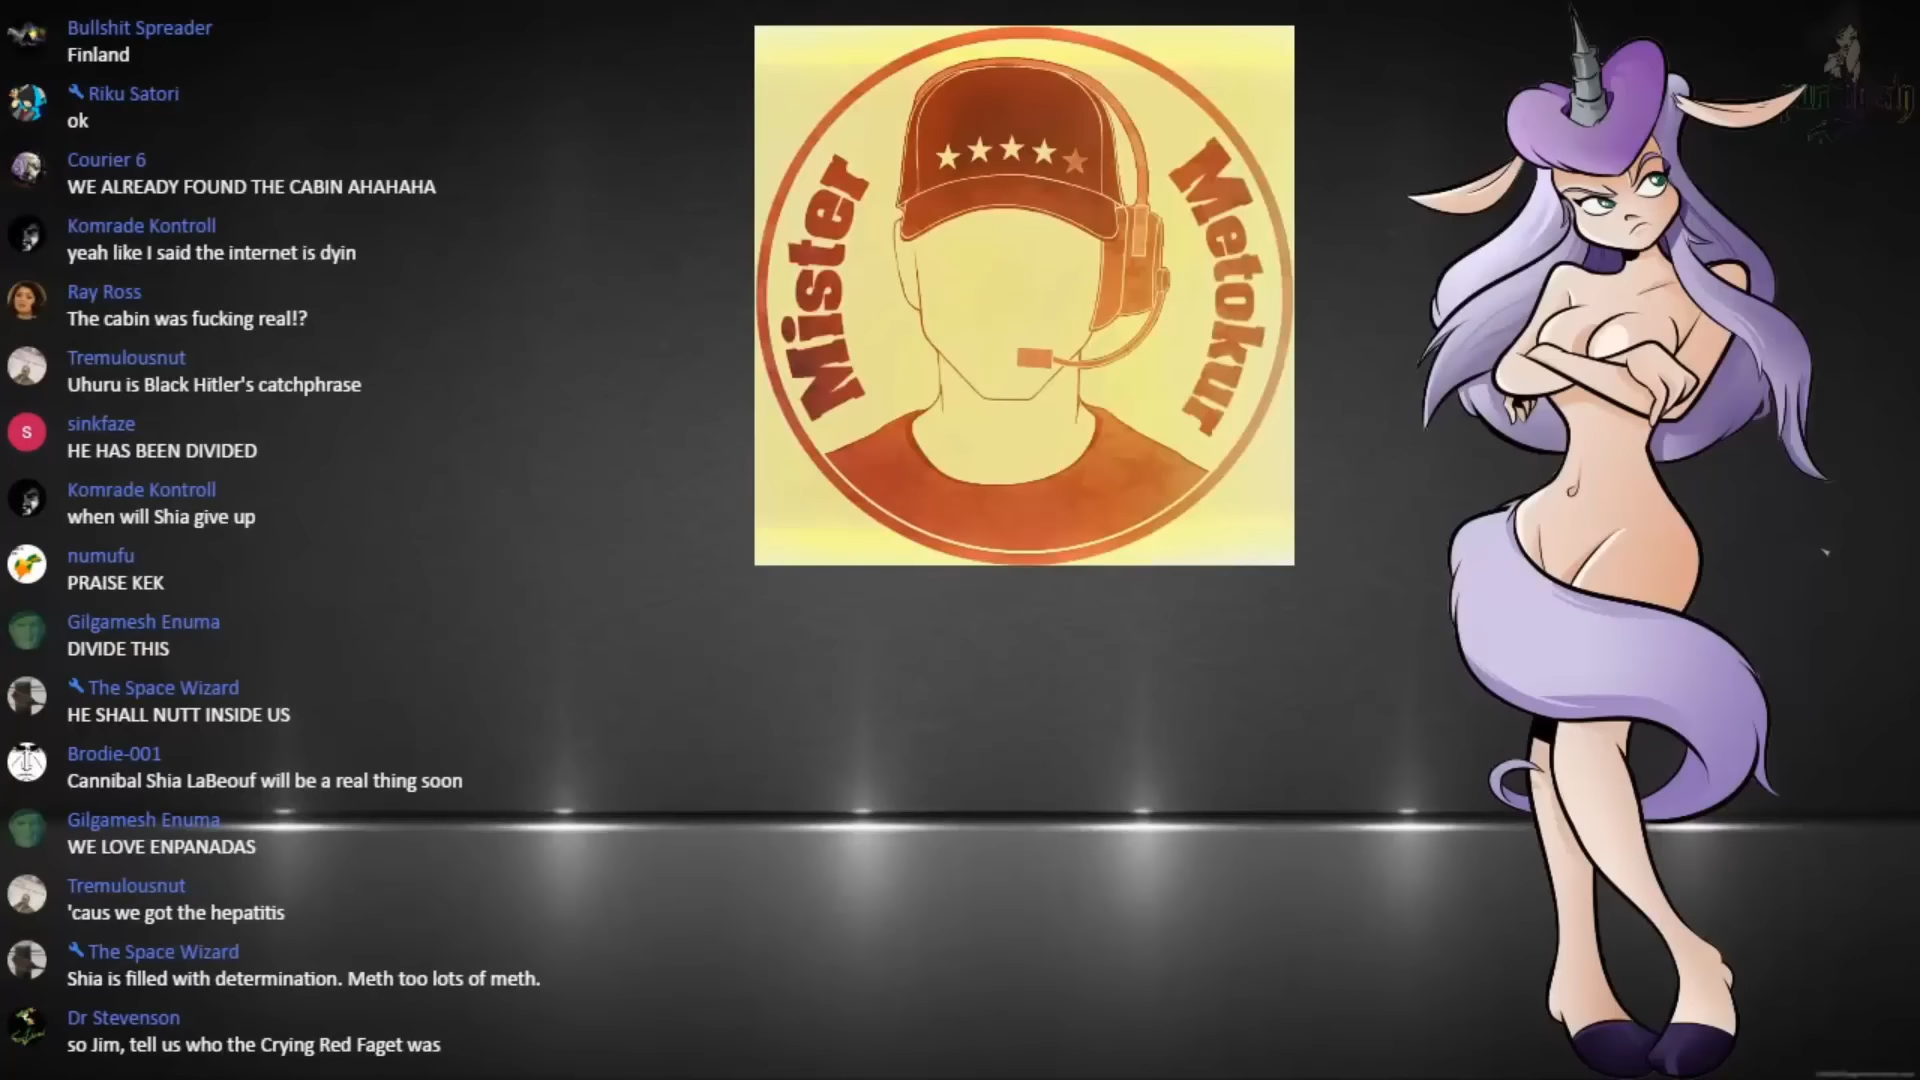 Bullshit Spreader
Finland
Riku Satori
ok
Courier 6
WE ALREADY FOUND THE CABIN AHAHAHA
Komrade Kontroll
yeah like I said the internet is dyin
Ray Ross
The cabin was fucking real!?
Tremulousnut
Uhuru is Black Hitler's catchphrase
S
sinkfaze
HE HAS BEEN DIVIDED
Komrade Kontroll
when will Shia give up
numufu
PRAISE KEK
Gilgamesh Enuma
DIVIDE THIS
The Space Wizard
HE SHALL NUTT INSIDE US
Brodie-001
Cannibal Shia LaBeouf will be a real thing soon
Gilgamesh Enuma
WE LOVE ENPANADAS
Tremulousnut
'caus we got the hepatitis
The Space Wizard
Shia is filled with determination. Meth too lots of meth.
Dr Stevenson
so Jim, tell us who the Crying Red Faget was
Mister
Metokur